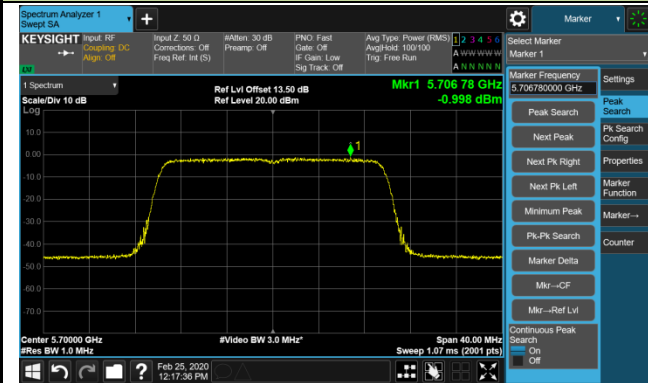 Spectrum Analyzer 1
Swept SA
+
Marker
KEYSIGHT
Input: RF
Coupling: DC
Align: Off
Input Z: 50 Ω
Corrections: Off
Freq Ref: Int (S)
#Atten: 30 dB
Preamp: Off
PNO: Fast
Gate: Off
IF Gain: Low
Sig Track: Off
Avg Type: Power (RMS)
Avg|Hold: 100/100
Trig: Free Run
1 2 3 4 5 6
A W W W W W
A N N N N N
Select Marker
Marker 1
1 Spectrum
Scale/Div 10 dB
Log
Ref Lvl Offset 13.50 dB
Ref Level 20.00 dBm
Mkr1 5.706 78 GHz
-0.998 dBm
10.0
0.00
-10.0
-20.0
-30.0
-40.0
-50.0
-60.0
-70.0
1
Center 5.70000 GHz
#Res BW 1.0 MHz
#Video BW 3.0 MHz*
Span 40.00 MHz
Sweep 1.07 ms (2001 pts)
Marker Frequency
5.706780000 GHz
Peak Search
Next Peak
Next Pk Right
Next Pk Left
Minimum Peak
Pk-Pk Search
Marker Delta
Mkr→CF
Mkr→Ref Lvl
Continuous Peak
Search
On
Off
Settings
Peak
Search
Pk Search
Config
Properties
Marker
Function
Marker→
Counter
?
Feb 25, 2020
12:17:36 PM